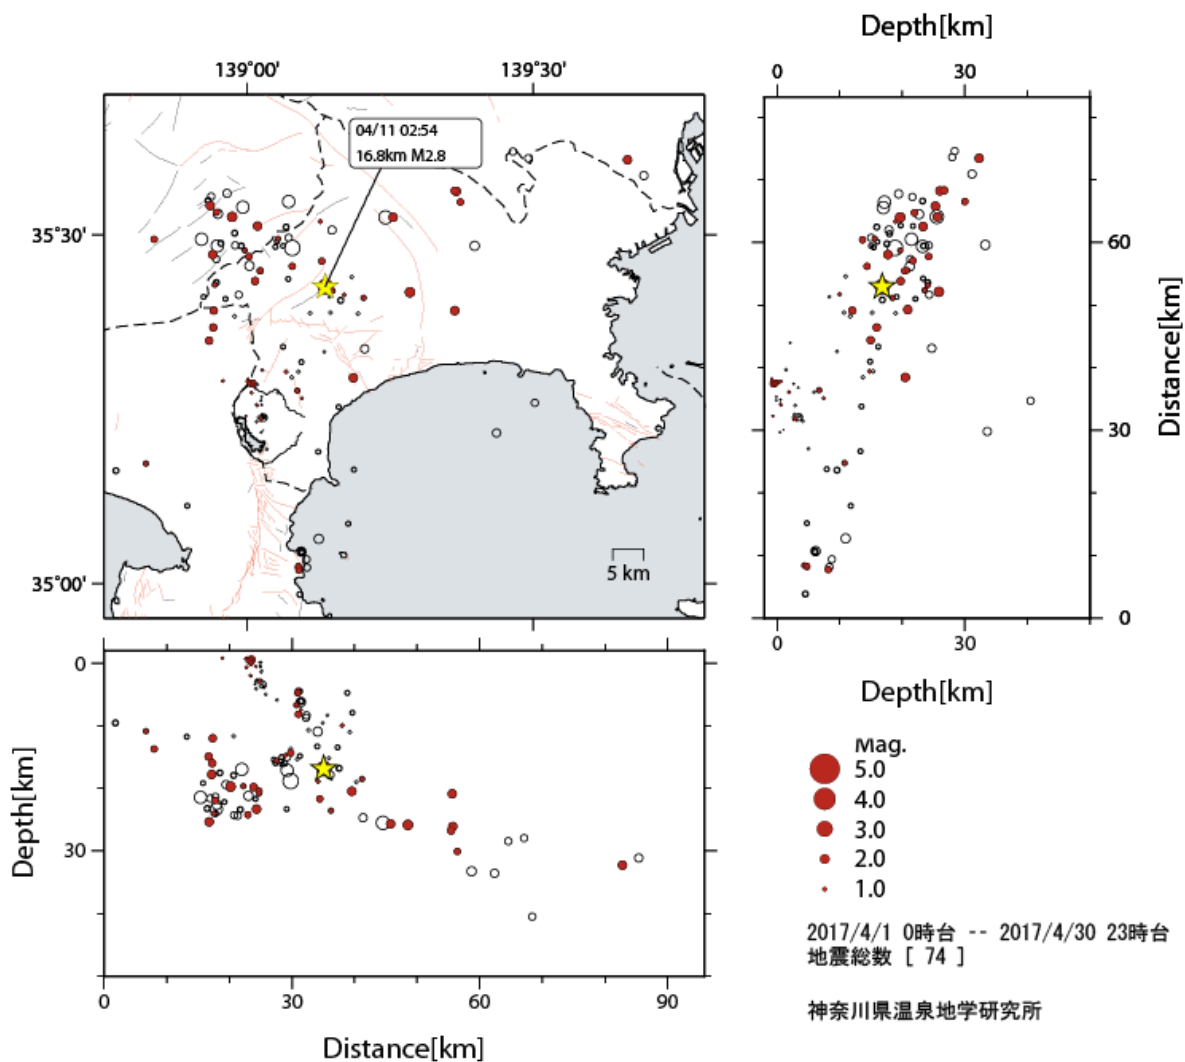 Depth[km]
0 30
139°00' 139°30'
04/11 02:54
16.8km M2.8
35°30'
60
Distance[km]
30
5 km
35°00'
0
0 30
0
Depth[km]
Depth[km]
Mag.
5.0
4.0
3.0
30
2.0
1.0
2017/4/1 0時台 -- 2017/4/30 23時台
地震総数 [ 74 ]
0 30 60 90
神奈川県温泉地学研究所
Distance[km]